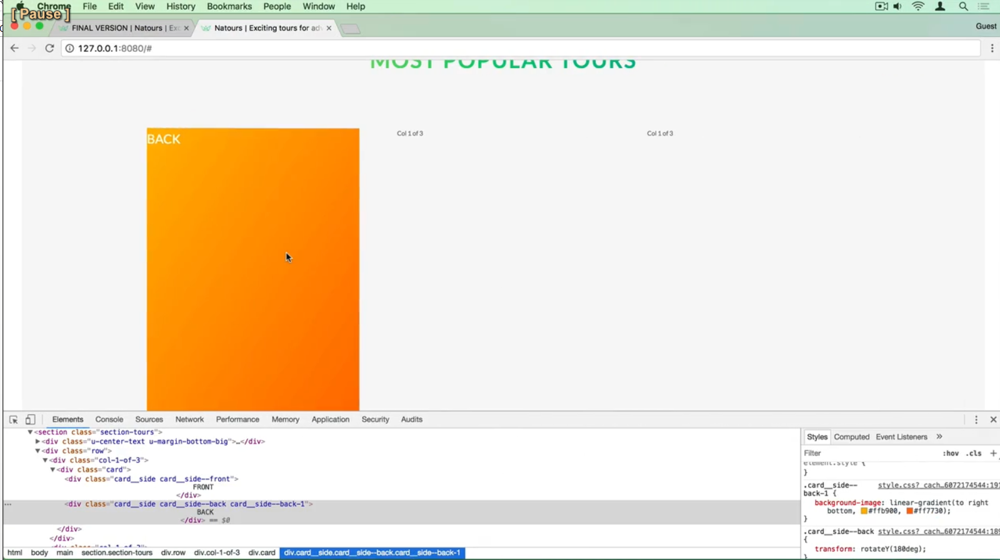 Chrome File Edit View History Bookmarks People Window Help
[ Pause ]
FINAL VERSION | Natours | Exc
Natours | Exciting tours for adv
Guest
127.0.0.1:8080/#
MOST POPULAR TOURS
BACK
Col 1 of 3
Col 1 of 3
Elements Console Sources Network Performance Memory Application Security Audits
<section class="section-tours">
<div class="u-center-text u-margin-bottom-big">…</div>
<div class="row">
<div class="col-1-of-3">
<div class="card">
<div class="card__side card__side--front">
FRONT
</div>
<div class="card__side card__side--back card__side--back-1">
BACK
</div> == $0
</div>
</div>
html body main section.section-tours div.row div.col-1-of-3 div.card div.card__side.card__side--back.card__side--back-1
Styles Computed Event Listeners »
Filter :hov .cls +
element.style {
}
.card__side-- style.css?_cach…6072174544:191
back-1 {
background-image: linear-gradient(to right
bottom, #ffb900, #ff7730);
}
.card__side--back style.css?_cach…6072174544:189
{
transform: rotateY(180deg);
}